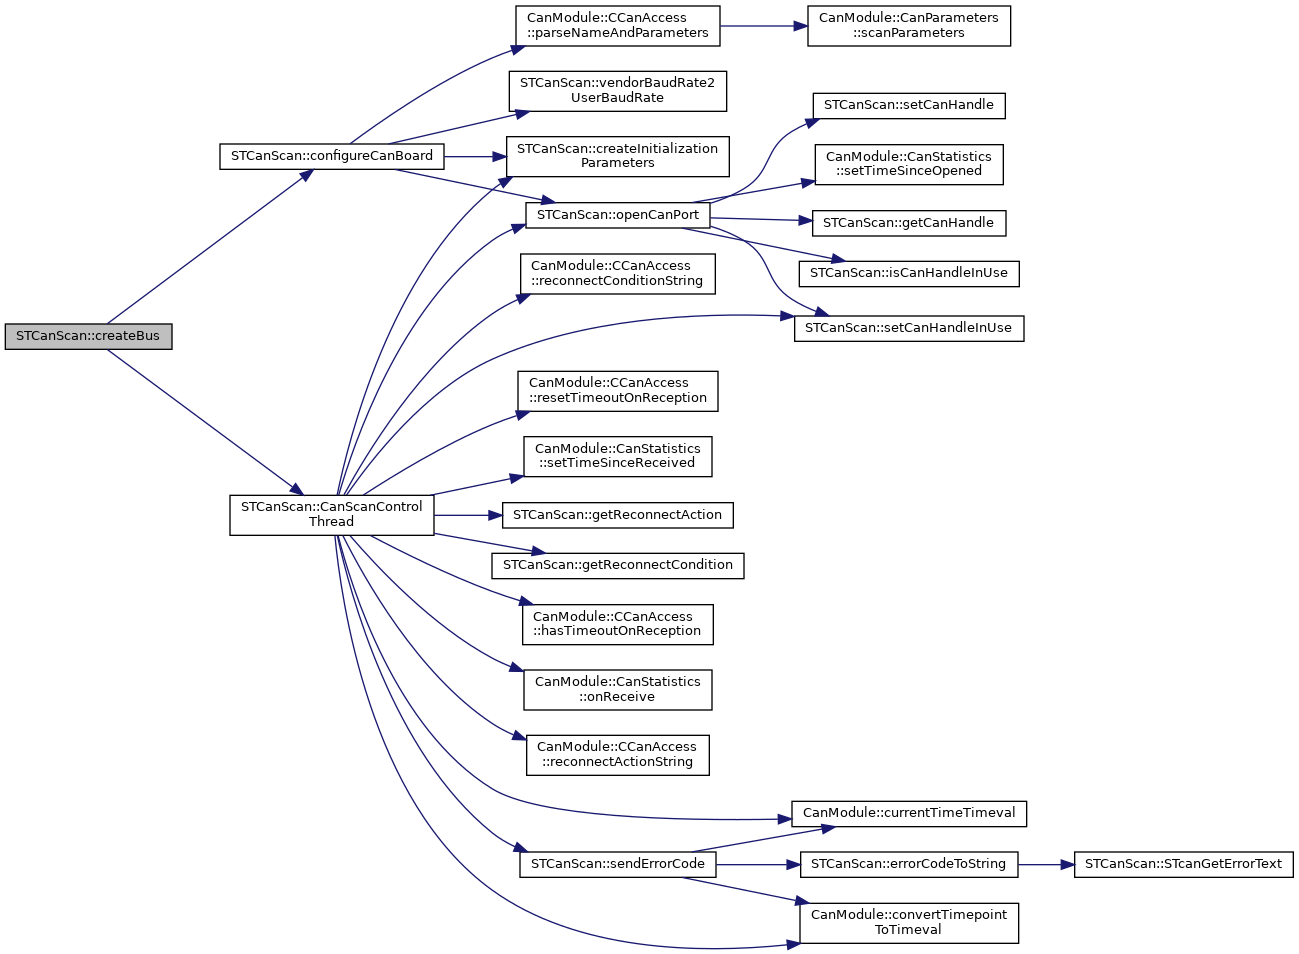 CanModule::CCanAccess
::parseNameAndParameters
CanModule::CanParameters
::scanParameters
STCanScan::vendorBaudRate2
UserBaudRate
STCanScan::setCanHandle
STCanScan::configureCanBoard
STCanScan::createInitialization
Parameters
CanModule::CanStatistics
::setTimeSinceOpened
STCanScan::openCanPort
STCanScan::getCanHandle
CanModule::CCanAccess
::reconnectConditionString
STCanScan::isCanHandleInUse
STCanScan::createBus
STCanScan::setCanHandleInUse
CanModule::CCanAccess
::resetTimeoutOnReception
CanModule::CanStatistics
::setTimeSinceReceived
STCanScan::CanScanControl
Thread
STCanScan::getReconnectAction
STCanScan::getReconnectCondition
CanModule::CCanAccess
::hasTimeoutOnReception
CanModule::CanStatistics
::onReceive
CanModule::CCanAccess
::reconnectActionString
CanModule::currentTimeTimeval
STCanScan::sendErrorCode
STCanScan::errorCodeToString
STCanScan::STcanGetErrorText
CanModule::convertTimepoint
ToTimeval